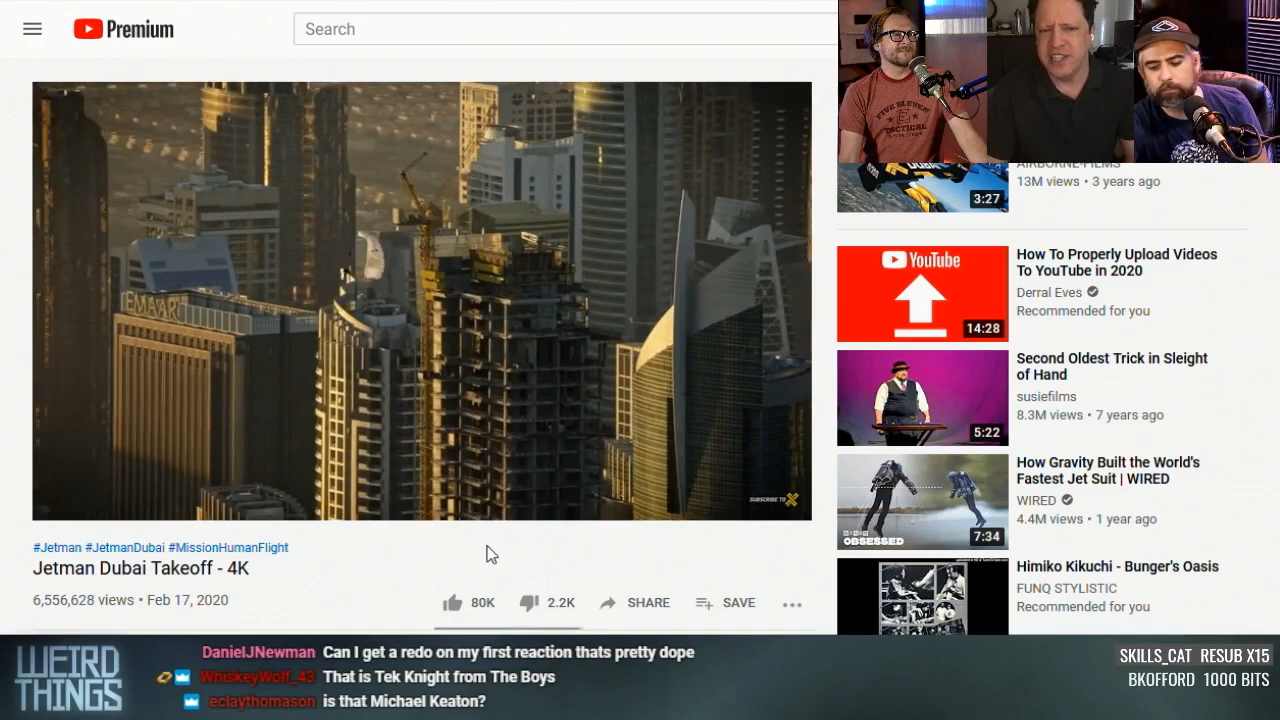 Premium
Search
FIVE ELEVEN
TACTICAL
EMAAR
SUBSCRIBE TO
#Jetman #JetmanDubai #MissionHumanFlight
Jetman Dubai Takeoff - 4K
6,556,628 views • Feb 17, 2020
80K
2.2K
SHARE
SAVE
AIRBORNE-FILMS
13M views • 3 years ago
3:27
YouTube
14:28
How To Properly Upload Videos
To YouTube in 2020
Derral Eves
Recommended for you
5:22
Second Oldest Trick in Sleight
of Hand
susiefilms
8.3M views • 7 years ago
OBSESSED
7:34
How Gravity Built the World's
Fastest Jet Suit | WIRED
WIRED
4.4M views • 1 year ago
Himiko Kikuchi - Bunger's Oasis
FUNQ STYLISTIC
Recommended for you
WEIRD
THINGS
DanielJNewman Can I get a redo on my first reaction thats pretty dope
WhiskeyWolf_43 That is Tek Knight from The Boys
eclaythomason is that Michael Keaton?
SKILLS_CAT RESUB X15
BKOFFORD 1000 BITS